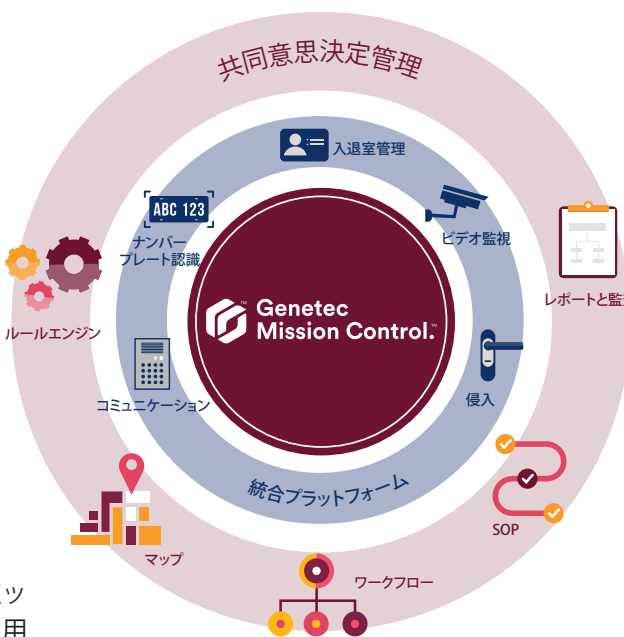 共同意思決定管理
入退室管理
ABC 123
ナンバー
プレート認識
ビデオ監視
Genetec
Mission Control.™
ルールエンジン
レポートと監
コミュニケーション
侵入
統合プラットフォーム
SOP
マップ
ワークフロー
ッ
用